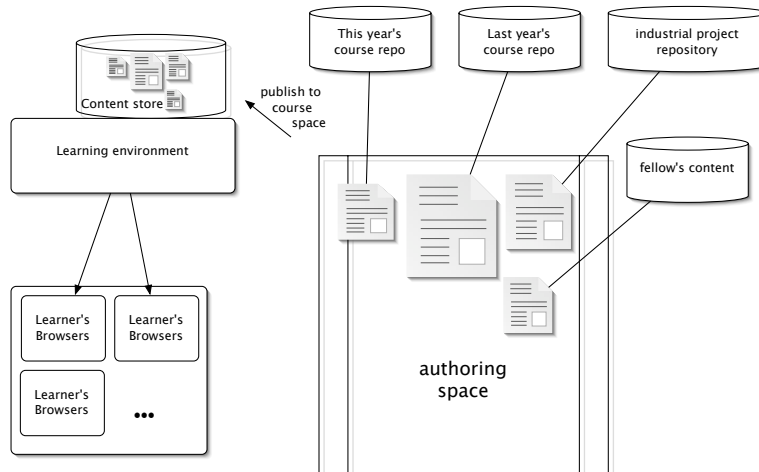 This year's
course repo
Last year's
course repo
industrial project
repository
Content store
publish to
course
space
Learning environment
fellow's content
Learner's
Browsers
Learner's
Browsers
Learner's
Browsers
...
authoring
space